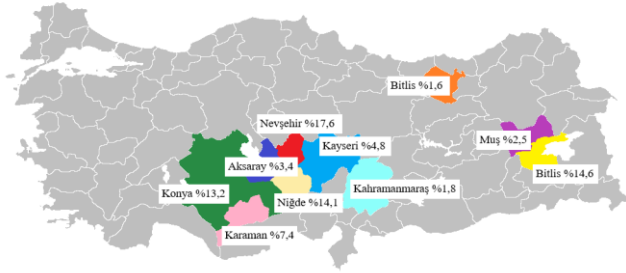 Bitlis %1,6
Nevşehir %17,6
Kayseri %4,8
Muş %2,5
Aksaray %3,4
Bitlis %14,6
Konya %13,2
Kahramanmaraş %1,8
Niğde %14,1
Karaman %7,4